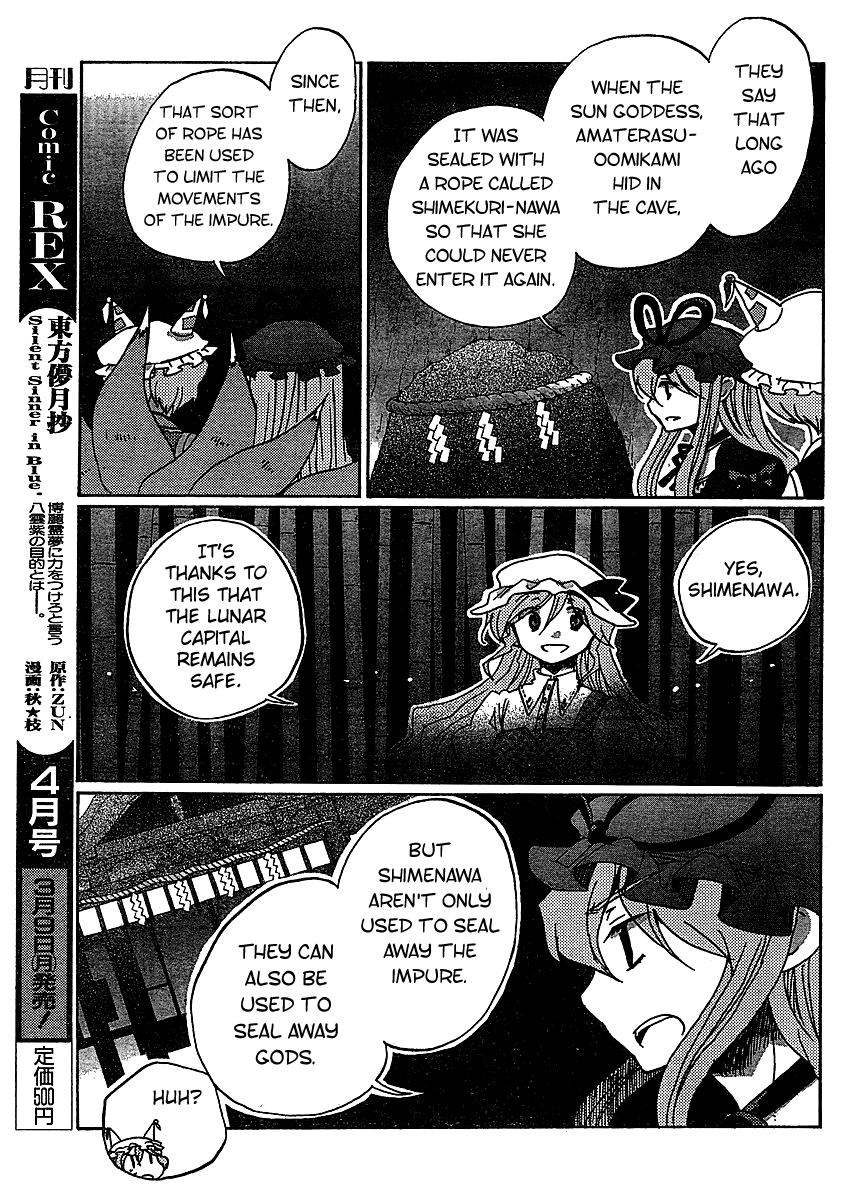 THEY
SAY
THAT
LONG
AGO
WHEN THE
SUN GODDESS,
AMATERASU-
OOMIKAMI
HID IN
THE CAVE,
IT WAS
SEALED WITH
A ROPE CALLED
SHIMEKURI-NAWA
SO THAT SHE
COULD NEVER
ENTER IT AGAIN.
SINCE
THEN,
THAT SORT
OF ROPE HAS
BEEN USED
TO LIMIT THE
MOVEMENTS
OF THE IMPURE.
YES,
SHIMENAWA.
IT'S
THANKS TO
THIS THAT
THE LUNAR
CAPITAL
REMAINS
SAFE.
BUT
SHIMENAWA
AREN'T ONLY
USED TO SEAL
AWAY THE
IMPURE.
THEY CAN
ALSO BE
USED TO
SEAL AWAY
GODS.
HUH?
月刊
Comic REX
東方儚月抄
Silent Sinner in Blue.
博麗霊夢に力をつけろと言う
八雲紫の目的とは――。
原作:ZUN
漫画:秋★枝
4月号
3月9日月発売!
定価500円